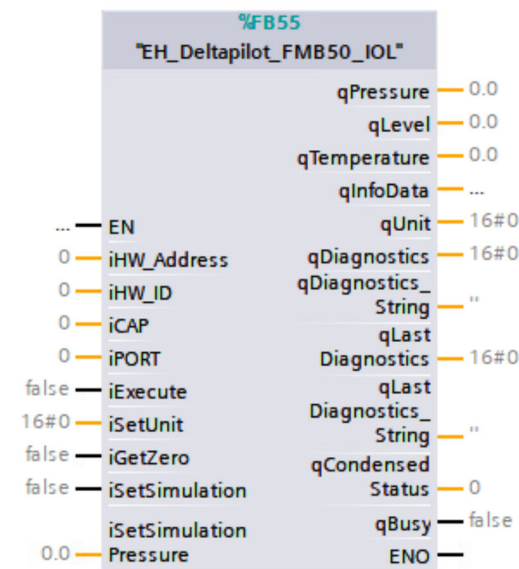 %FB55
"EH_Deltapilot_FMB50_IOL"
qPressure 0.0
qLevel 0.0
qTemperature 0.0
qInfoData ...
... EN qUnit 16#0
0 iHW_Address qDiagnostics 16#0
0 iHW_ID qDiagnostics_
String ''
0 iCAP qLast
0 iPORT Diagnostics 16#0
false iExecute qLast
Diagnostics_
16#0 iSetUnit String ''
false iGetZero qCondensed
false iSetSimulation Status 0
iSetSimulation qBusy false
0.0 Pressure ENO